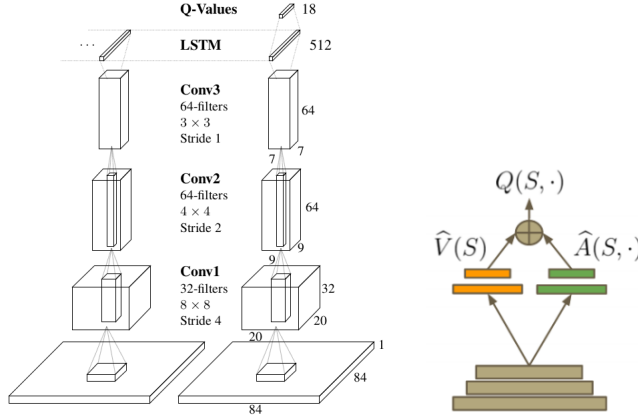 Q-Values
18
LSTM
512
...
Conv3
64-filters
3 × 3
Stride 1
64
7
7
Conv2
64-filters
4 × 4
Stride 2
64
9
9
Conv1
32-filters
8 × 8
Stride 4
32
20
20
1
84
84
Q(S, ·)
V̂(S)
Â(S, ·)